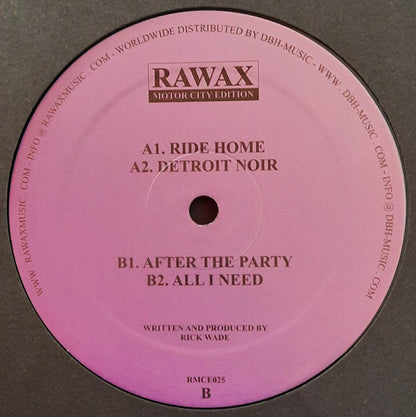 WWW . RAWAXMUSIC . COM - INFO @ RAWAXMUSIC . COM - WORLDWIDE DISTRIBUTED BY DBH-MUSIC - WWW . DBH-MUSIC . COM - INFO @ DBH-MUSIC . COM
RAWAX
MOTOR CITY EDITION
A1. RIDE HOME
A2. DETROIT NOIR
B1. AFTER THE PARTY
B2. ALL I NEED
WRITTEN AND PRODUCED BY
RICK WADE
RMCE025
B